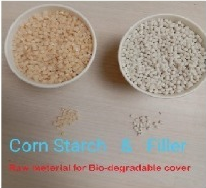 Corn Starch & Filler
Raw material for Bio-degradable cover